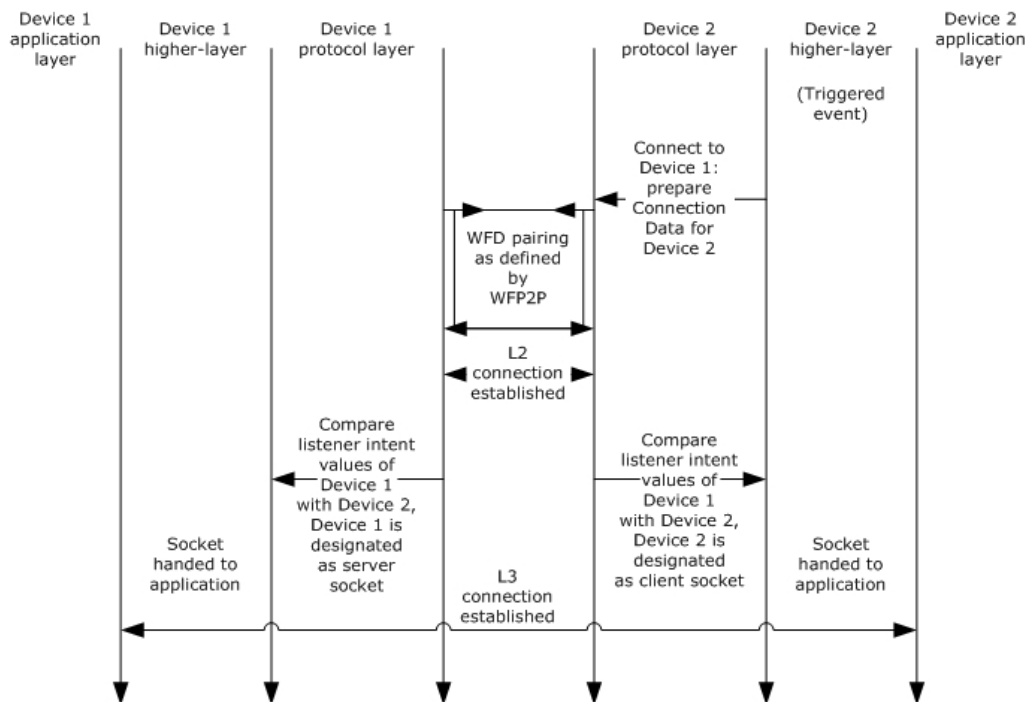 Device 1
application
layer
Device 1
higher-layer
Device 1
protocol layer
Device 2
protocol layer
Device 2
higher-layer
Device 2
application
layer
(Triggered
event)
Connect to
Device 1:
prepare
Connection
Data for
Device 2
WFD pairing
as defined
by
WFP2P
L2
connection
established
Compare
listener intent
values of
Device 1
with Device 2,
Device 1 is
designated
as server
socket
Compare
listener intent
values of
Device 1
with Device 2,
Device 2 is
designated
as client socket
Socket
handed to
application
L3
connection
established
Socket
handed to
application